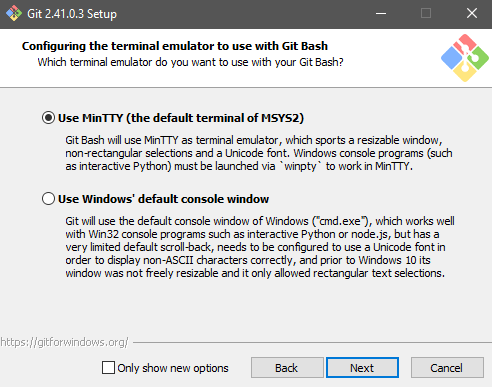 Git 2.41.0.3 Setup
Configuring the terminal emulator to use with Git Bash
Which terminal emulator do you want to use with your Git Bash?
Use MinTTY (the default terminal of MSYS2)
Git Bash will use MinTTY as terminal emulator, which sports a resizable window,
non-rectangular selections and a Unicode font. Windows console programs (such
as interactive Python) must be launched via `winpty` to work in MinTTY.
Use Windows' default console window
Git will use the default console window of Windows ("cmd.exe"), which works well
with Win32 console programs such as interactive Python or node.js, but has a
very limited default scroll-back, needs to be configured to use a Unicode font in
order to display non-ASCII characters correctly, and prior to Windows 10 its
window was not freely resizable and it only allowed rectangular text selections.
https://gitforwindows.org/
Only show new options
Back
Next
Cancel